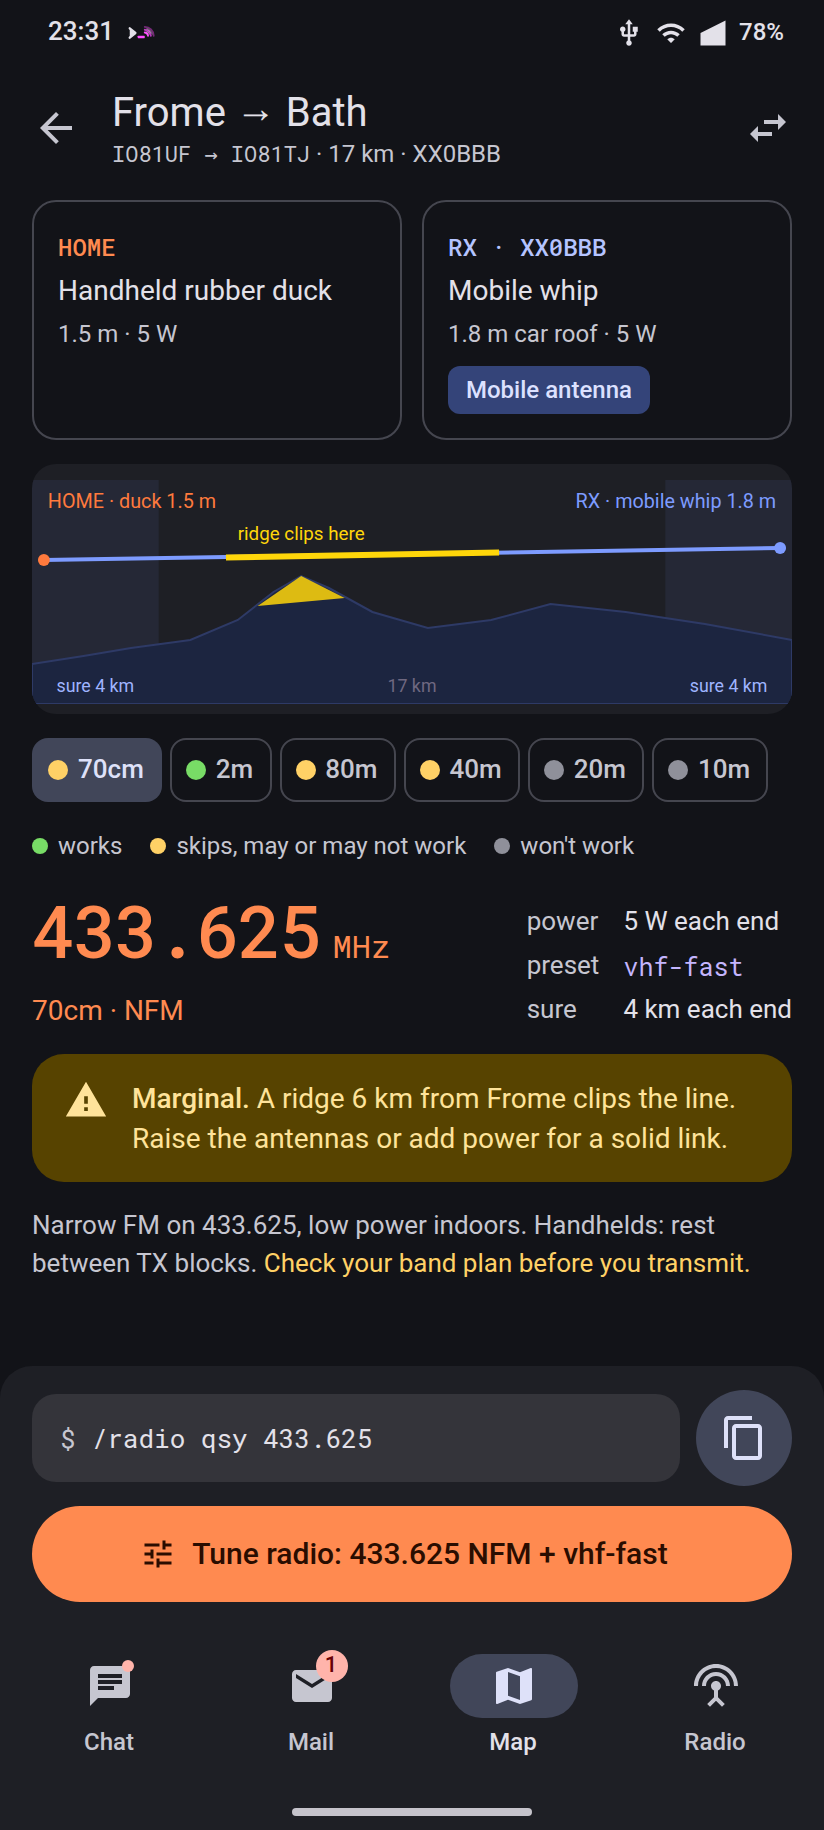 23:31
78%
Frome → Bath
IO81UF → IO81TJ · 17 km · XX0BBB
HOME
Handheld rubber duck
1.5 m · 5 W
RX · XX0BBB
Mobile whip
1.8 m car roof · 5 W
Mobile antenna
HOME · duck 1.5 m
RX · mobile whip 1.8 m
ridge clips here
sure 4 km
17 km
sure 4 km
70cm
2m
80m
40m
20m
10m
works
skips, may or may not work
won't work
433.625 MHz
70cm · NFM
power 5 W each end
preset vhf-fast
sure 4 km each end
Marginal. A ridge 6 km from Frome clips the line.
Raise the antennas or add power for a solid link.
Narrow FM on 433.625, low power indoors. Handhelds: rest
between TX blocks. Check your band plan before you transmit.
$ /radio qsy 433.625
Tune radio: 433.625 NFM + vhf-fast
1
Chat
Mail
Map
Radio